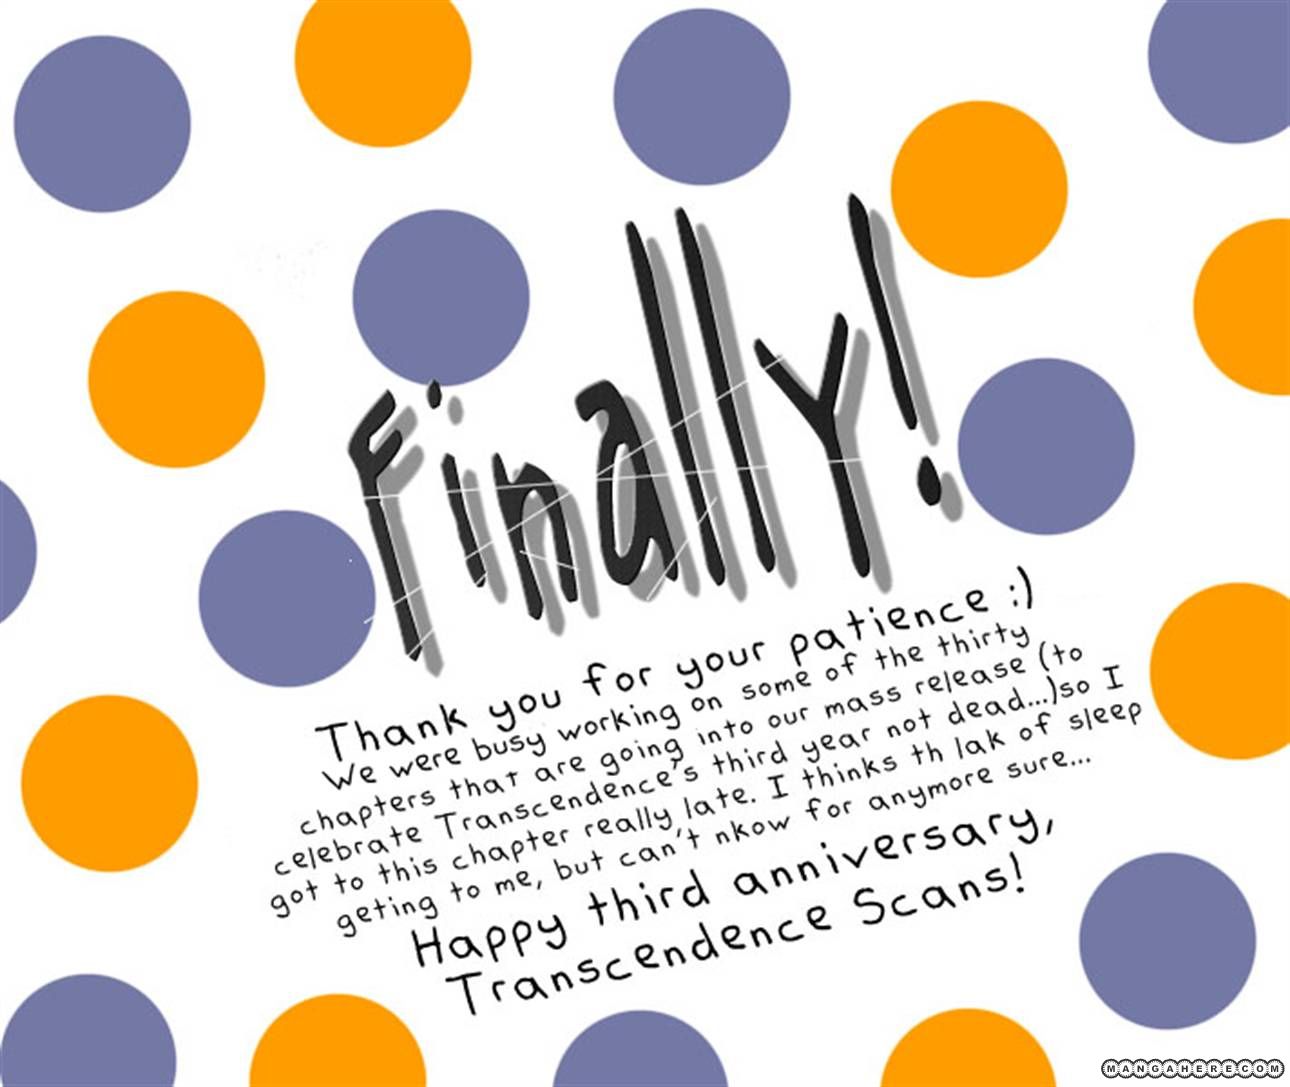 Finally!
Thank you for your patience :)
We were busy working on some of the thirty
chapters that are going into our mass release (to
celebrate Transcendence's third year not dead...)so I
got to this chapter really late. I thinks th lak of sleep
geting to me, but can't nkow for anymore sure...
Happy third anniversary,
Transcendence Scans!
MANGAHERE.COM